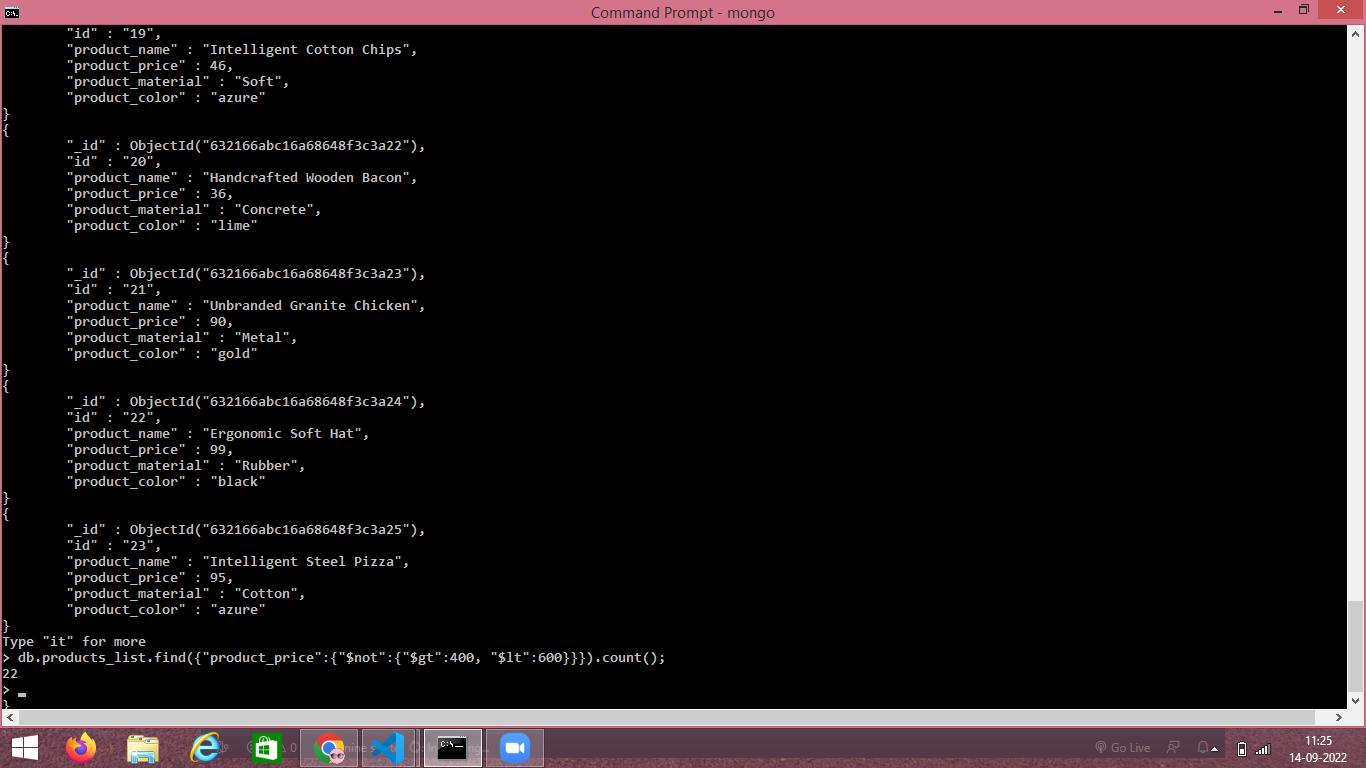 Command Prompt - mongo
"id" : "19",
"product_name" : "Intelligent Cotton Chips",
"product_price" : 46,
"product_material" : "Soft",
"product_color" : "azure"
}
{
"_id" : ObjectId("632166abc16a68648f3c3a22"),
"id" : "20",
"product_name" : "Handcrafted Wooden Bacon",
"product_price" : 36,
"product_material" : "Concrete",
"product_color" : "lime"
}
{
"_id" : ObjectId("632166abc16a68648f3c3a23"),
"id" : "21",
"product_name" : "Unbranded Granite Chicken",
"product_price" : 90,
"product_material" : "Metal",
"product_color" : "gold"
}
{
"_id" : ObjectId("632166abc16a68648f3c3a24"),
"id" : "22",
"product_name" : "Ergonomic Soft Hat",
"product_price" : 99,
"product_material" : "Rubber",
"product_color" : "black"
}
{
"_id" : ObjectId("632166abc16a68648f3c3a25"),
"id" : "23",
"product_name" : "Intelligent Steel Pizza",
"product_price" : 95,
"product_material" : "Cotton",
"product_color" : "azure"
}
Type "it" for more
> db.products_list.find({"product_price":{"$not":{"$gt":400, "$lt":600}}}).count();
22
> _
}
C:\.
0
Go Live
11:25
14-09-2022